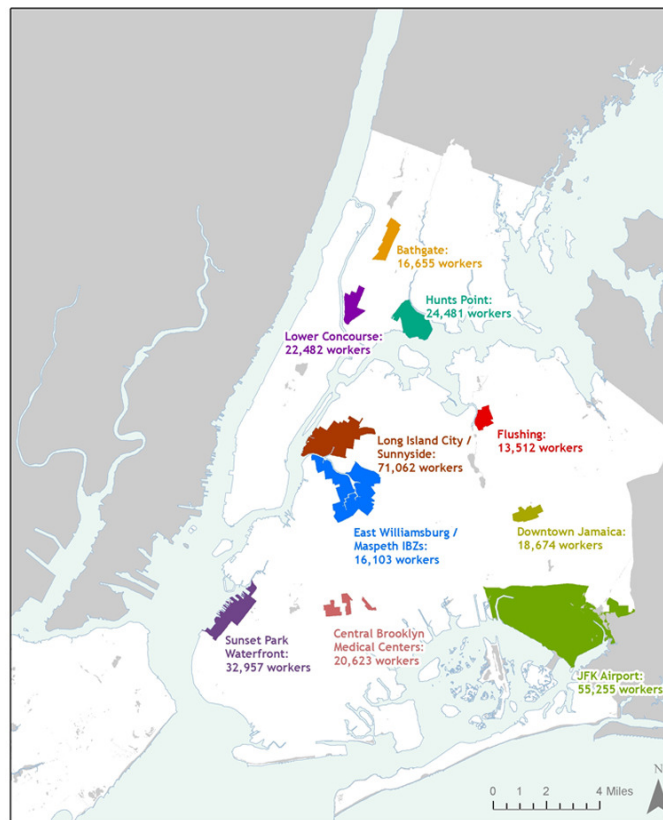 Bathgate:
16,655 workers
Hunts Point:
24,481 workers
Lower Concourse:
22,482 workers
Long Island City /
Sunnyside:
71,062 workers
Flushing:
13,512 workers
East Williamsburg /
Maspeth IBZs:
16,103 workers
Downtown Jamaica:
18,674 workers
Sunset Park
Waterfront:
32,957 workers
Central Brooklyn
Medical Centers:
20,623 workers
JFK Airport:
55,255 workers
N
0 1 2 4 Miles